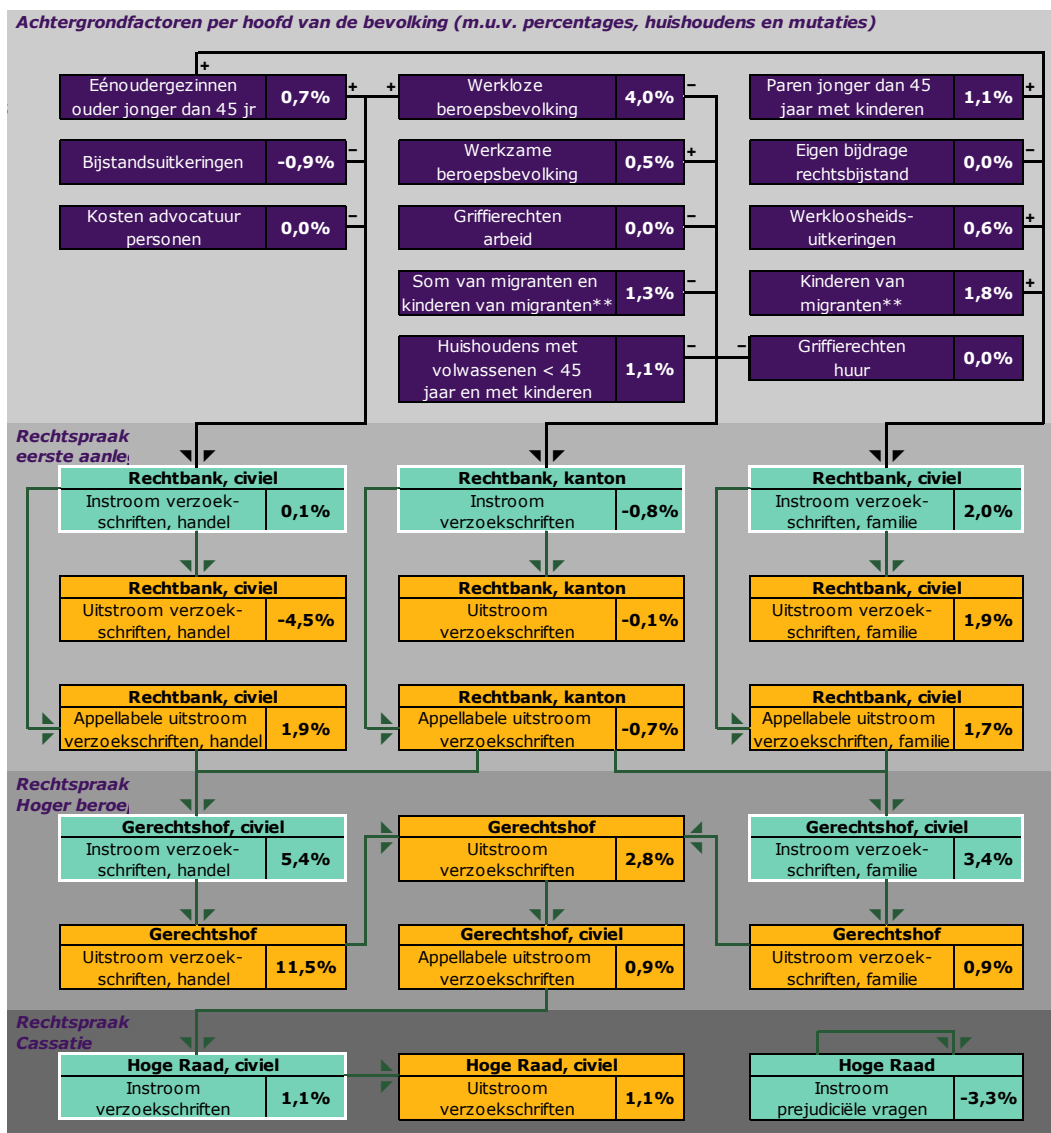 Achtergrondfactoren per hoofd van de bevolking (m.u.v. percentages, huishoudens en mutaties)
+
Eénoudergezinnen
ouder jonger dan 45 jr
0,7%
+
+
Werkloze
beroepsbevolking
4,0%
–
Paren jonger dan 45
jaar met kinderen
1,1%
+
Bijstandsuitkeringen
-0,9%
–
Werkzame
beroepsbevolking
0,5%
+
Eigen bijdrage
rechtsbijstand
0,0%
–
Kosten advocatuur
personen
0,0%
–
Griffierechten
arbeid
0,0%
–
Werkloosheids-
uitkeringen
0,6%
+
Som van migranten en
kinderen van migranten**
1,3%
–
Kinderen van
migranten**
1,8%
+
Huishoudens met
volwassenen < 45
jaar en met kinderen
1,1%
–
–
Griffierechten
huur
0,0%
Rechtspraak
eerste aanle
Rechtbank, civiel
Instroom verzoek-
schriften, handel
0,1%
Rechtbank, kanton
Instroom
verzoekschriften
-0,8%
Rechtbank, civiel
Instroom verzoek-
schriften, familie
2,0%
Rechtbank, civiel
Uitstroom verzoek-
schriften, handel
-4,5%
Rechtbank, kanton
Uitstroom
verzoekschriften
-0,1%
Rechtbank, civiel
Uitstroom verzoek-
schriften, familie
1,9%
Rechtbank, civiel
Appellabele uitstroom
verzoekschriften, handel
1,9%
Rechtbank, kanton
Appellabele uitstroom
verzoekschriften
-0,7%
Rechtbank, civiel
Appellabele uitstroom
verzoekschriften, familie
1,7%
Rechtspraak
Hoger beroe
Gerechtshof, civiel
Instroom verzoek-
schriften, handel
5,4%
Gerechtshof
Uitstroom
verzoekschriften
2,8%
Gerechtshof, civiel
Instroom verzoek-
schriften, familie
3,4%
Gerechtshof
Uitstroom verzoek-
schriften, handel
11,5%
Gerechtshof, civiel
Appellabele uitstroom
verzoekschriften
0,9%
Gerechtshof
Uitstroom verzoek-
schriften, familie
0,9%
Rechtspraak
Cassatie
Hoge Raad, civiel
Instroom
verzoekschriften
1,1%
Hoge Raad, civiel
Uitstroom
verzoekschriften
1,1%
Hoge Raad
Instroom
prejudiciële vragen
-3,3%